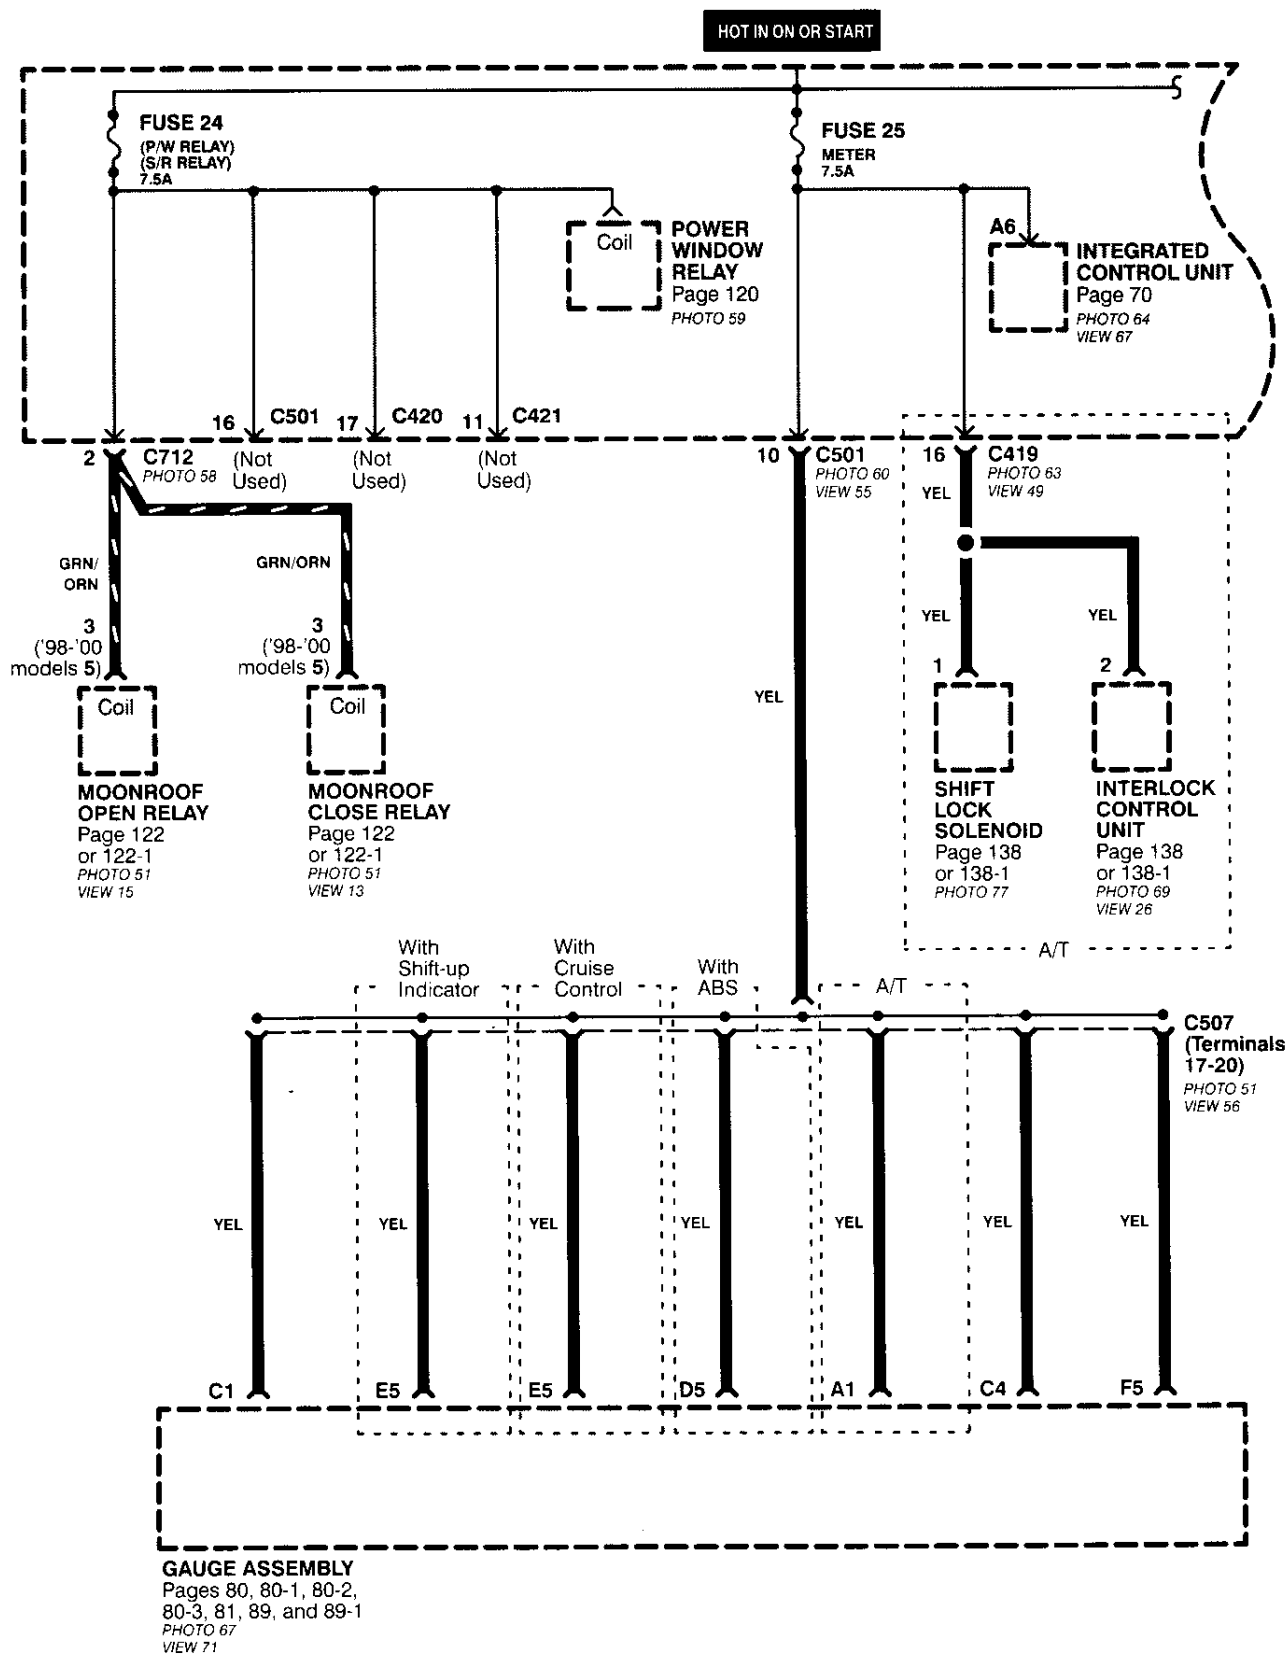 HOT IN ON OR START
FUSE 24
(P/W RELAY)
(S/R RELAY)
7.5A
FUSE 25
METER
7.5A
Coil
POWER
WINDOW
RELAY
Page 120
PHOTO 59
A6
INTEGRATED
CONTROL UNIT
Page 70
PHOTO 64
VIEW 67
16
C501
17
C420
11
C421
2
C712
PHOTO 58
(Not
Used)
(Not
Used)
(Not
Used)
10
C501
PHOTO 60
VIEW 55
16
C419
PHOTO 63
VIEW 49
YEL
GRN/
ORN
GRN/ORN
3
('98-'00
models 5)
3
('98-'00
models 5)
YEL
YEL
YEL
1
2
Coil
Coil
MOONROOF
OPEN RELAY
Page 122
or 122-1
PHOTO 51
VIEW 15
MOONROOF
CLOSE RELAY
Page 122
or 122-1
PHOTO 51
VIEW 13
SHIFT
LOCK
SOLENOID
Page 138
or 138-1
PHOTO 77
INTERLOCK
CONTROL
UNIT
Page 138
or 138-1
PHOTO 69
VIEW 26
A/T
With
Shift-up
Indicator
With
Cruise
Control
With
ABS
A/T
C507
(Terminals
17-20)
PHOTO 51
VIEW 56
YEL
YEL
YEL
YEL
YEL
YEL
YEL
C1
E5
E5
D5
A1
C4
F5
GAUGE ASSEMBLY
Pages 80, 80-1, 80-2,
80-3, 81, 89, and 89-1
PHOTO 67
VIEW 71